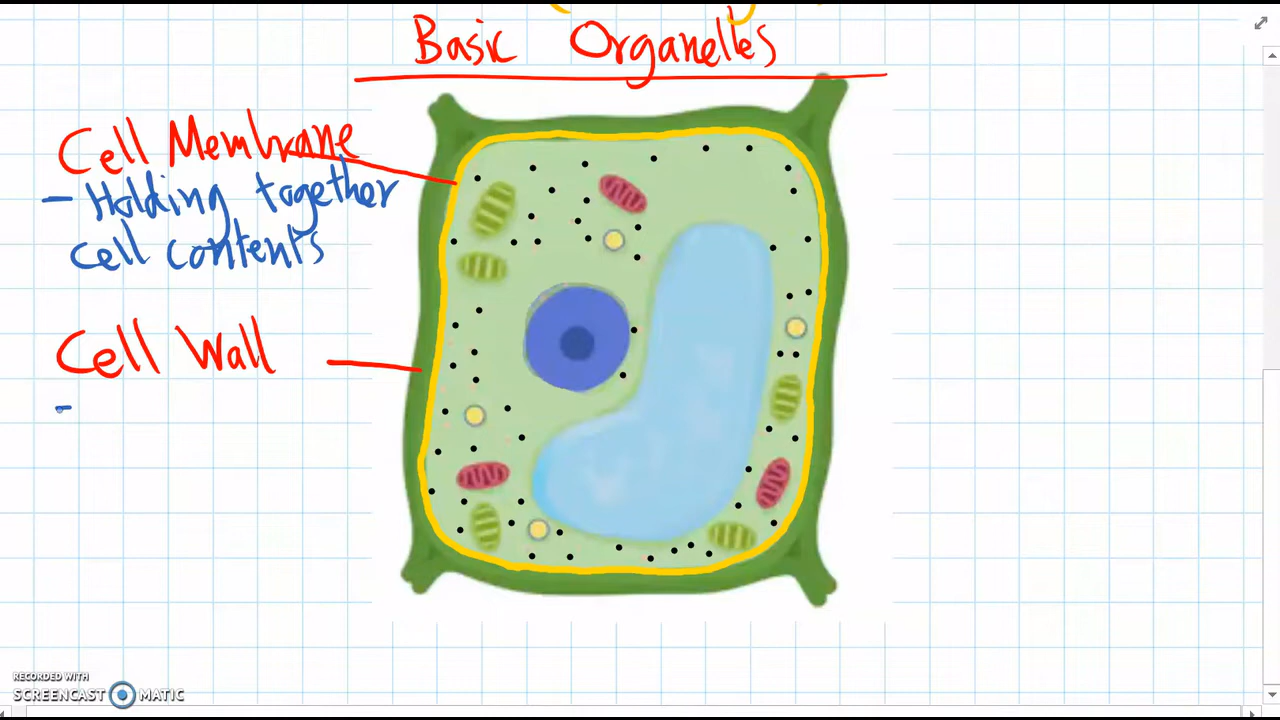 Basic Organelles
Cell Membrane
- Holding together
cell contents
Cell Wall
-
RECORDED WITH
SCREENCAST MATIC